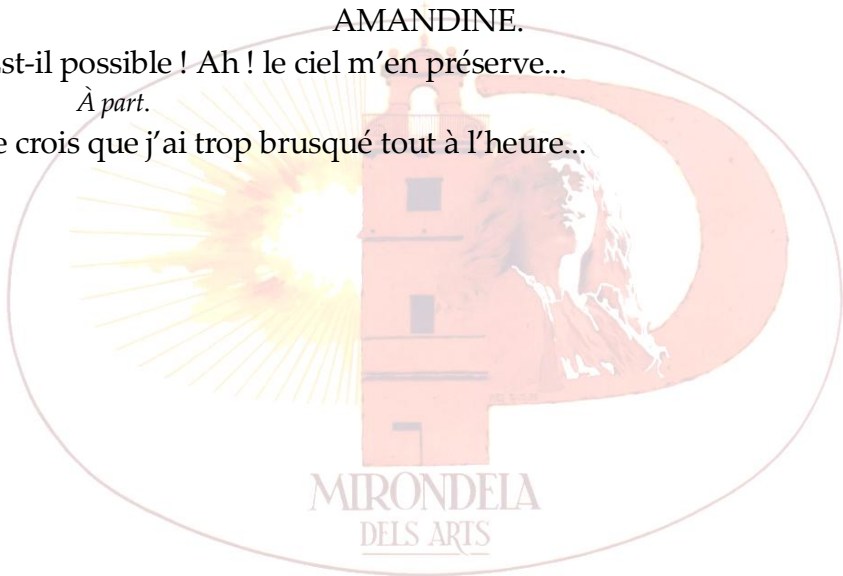 AMANDINE.
st-il possible ! Ah ! le ciel m’en préserve...
À part.
e crois que j’ai trop brusqué tout à l’heure...
MIRONDELA
DELS ARTS